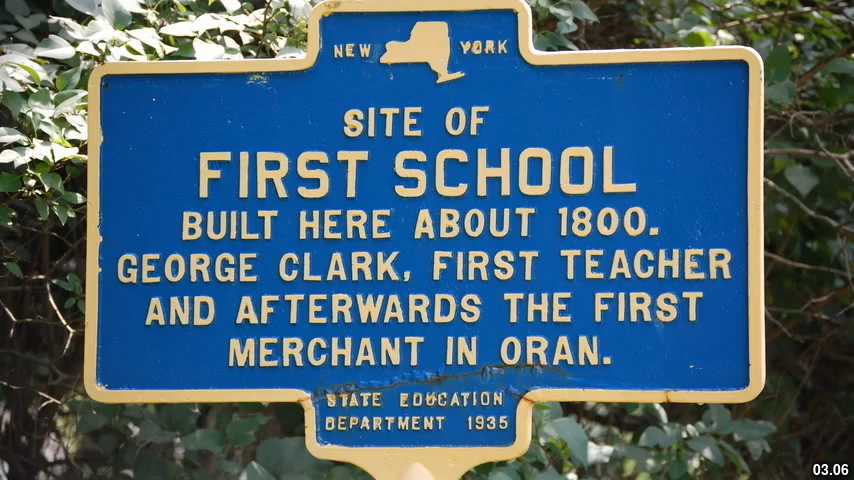 NEW YORK
SITE OF
FIRST SCHOOL
BUILT HERE ABOUT 1800.
GEORGE CLARK, FIRST TEACHER
AND AFTERWARDS THE FIRST
MERCHANT IN ORAN.
STATE EDUCATION
DEPARTMENT 1935
03.06